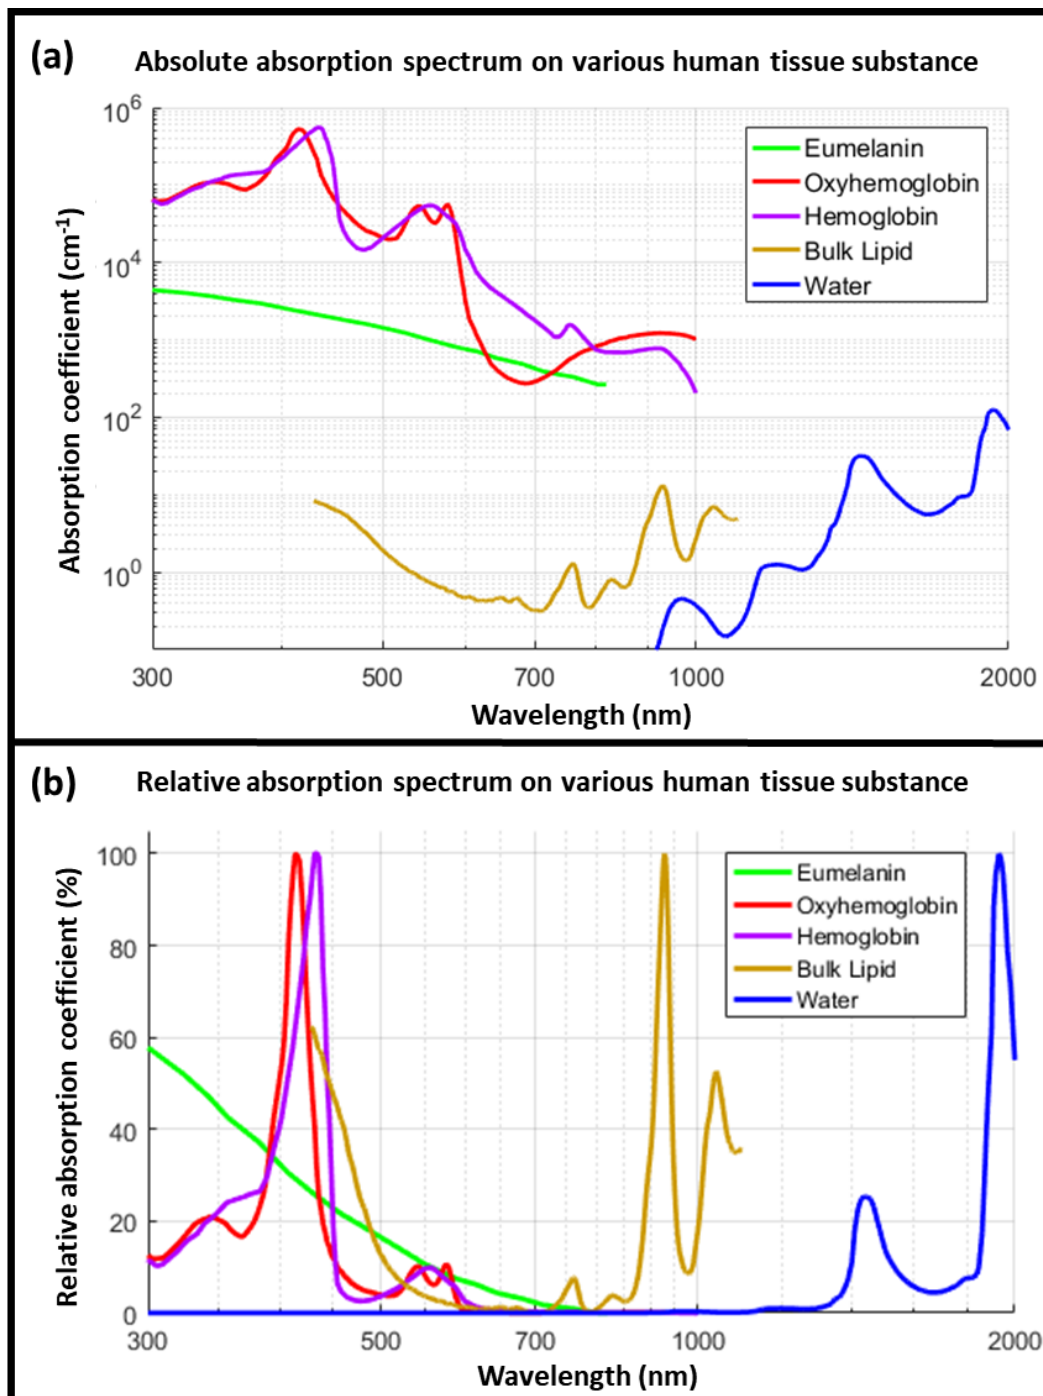 (a)
Absolute absorption spectrum on various human tissue substance
10^6
10^4
10^2
10^0
Absorption coefficient (cm^-1)
Eumelanin
Oxyhemoglobin
Hemoglobin
Bulk Lipid
Water
300 500 700 1000 2000
Wavelength (nm)
(b)
Relative absorption spectrum on various human tissue substance
100
80
60
40
20
0
Relative absorption coefficient (%)
Eumelanin
Oxyhemoglobin
Hemoglobin
Bulk Lipid
Water
300 500 700 1000 2000
Wavelength (nm)